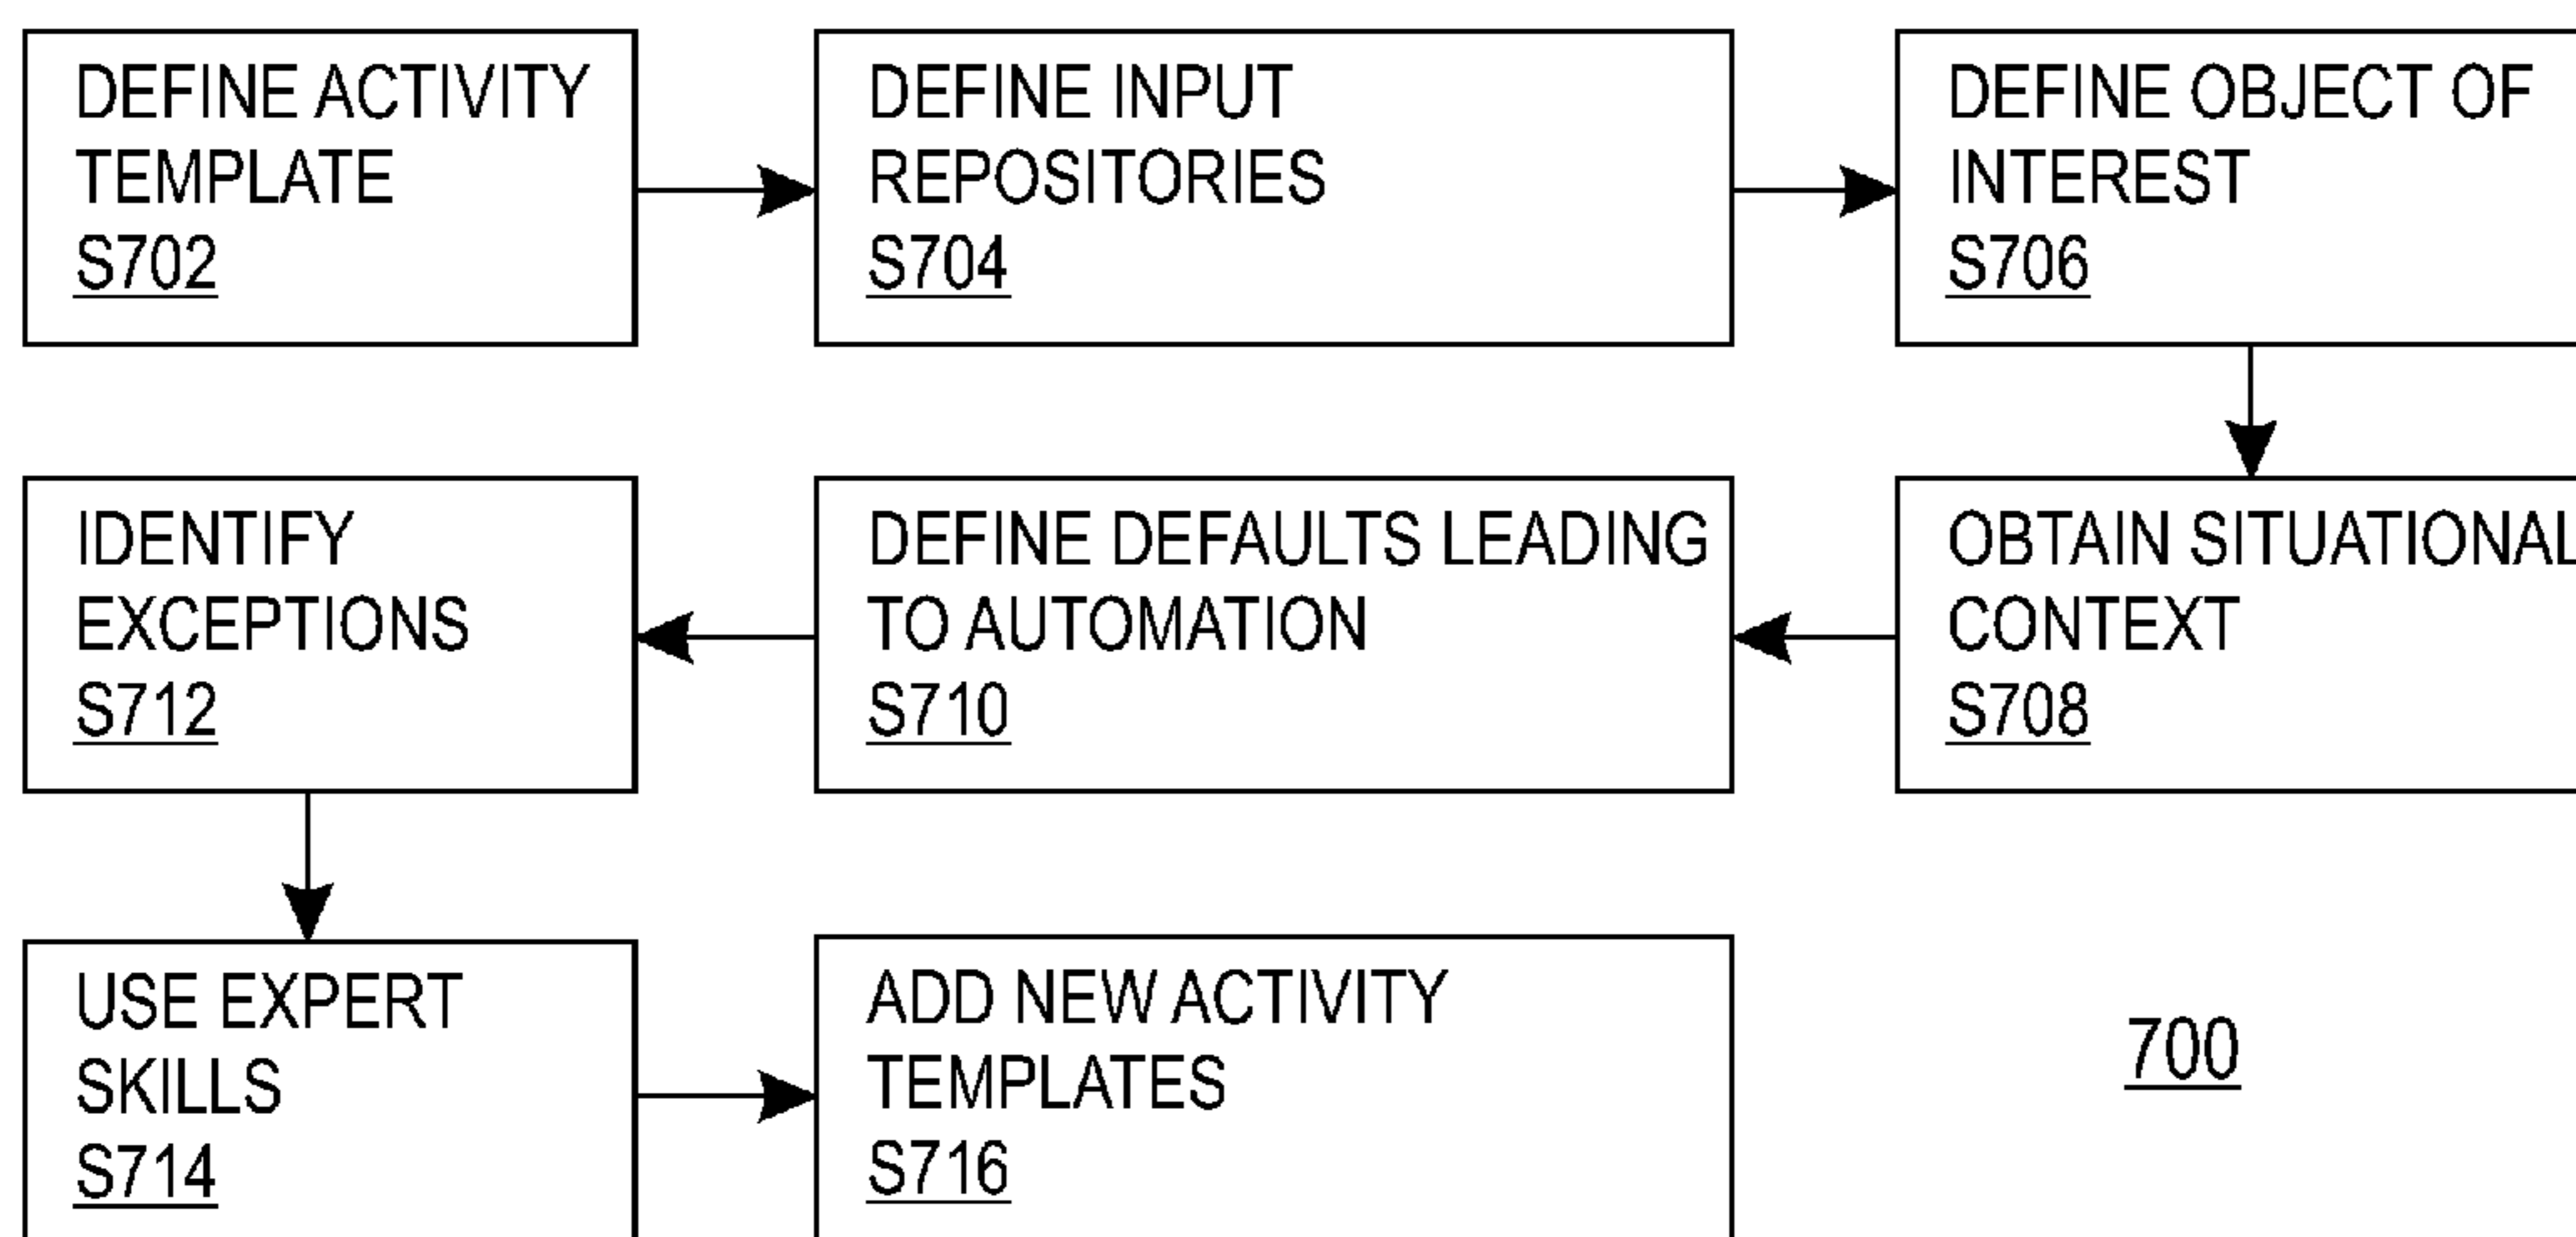 DEFINE ACTIVITY
TEMPLATE
S702
DEFINE INPUT
REPOSITORIES
S704
DEFINE OBJECT OF
INTEREST
S706
OBTAIN SITUATIONAL
CONTEXT
S708
DEFINE DEFAULTS LEADING
TO AUTOMATION
S710
IDENTIFY
EXCEPTIONS
S712
USE EXPERT
SKILLS
S714
ADD NEW ACTIVITY
TEMPLATES
S716
700